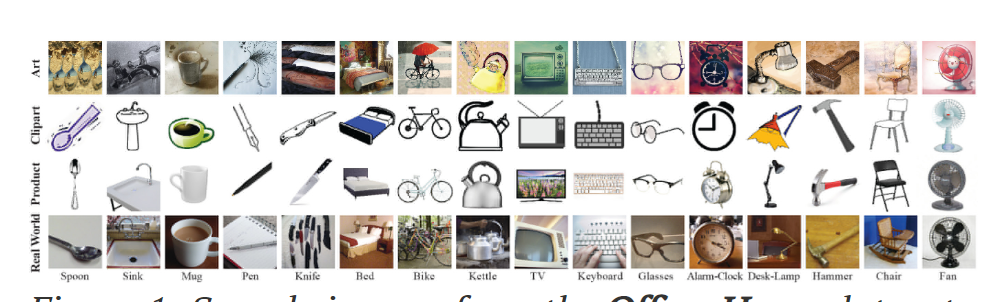 Art
Clipart
Product
Real World
Spoon Sink Mug Pen Knife Bed Bike Kettle TV Keyboard Glasses Alarm-Clock Desk-Lamp Hammer Chair Fan